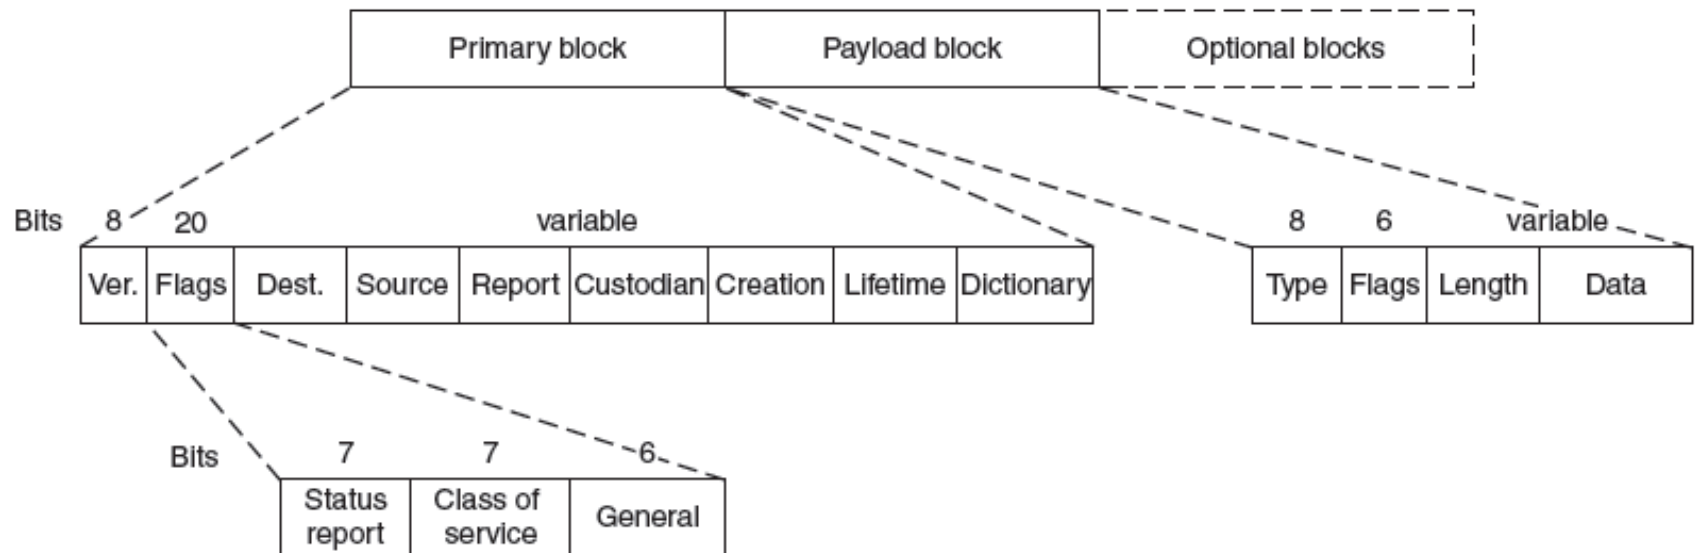 Primary block Payload block Optional blocks
Bits 8 20 variable 8 6 variable
Ver. Flags Dest. Source Report Custodian Creation Lifetime Dictionary Type Flags Length Data
Bits 7 7 6
Status report Class of service General